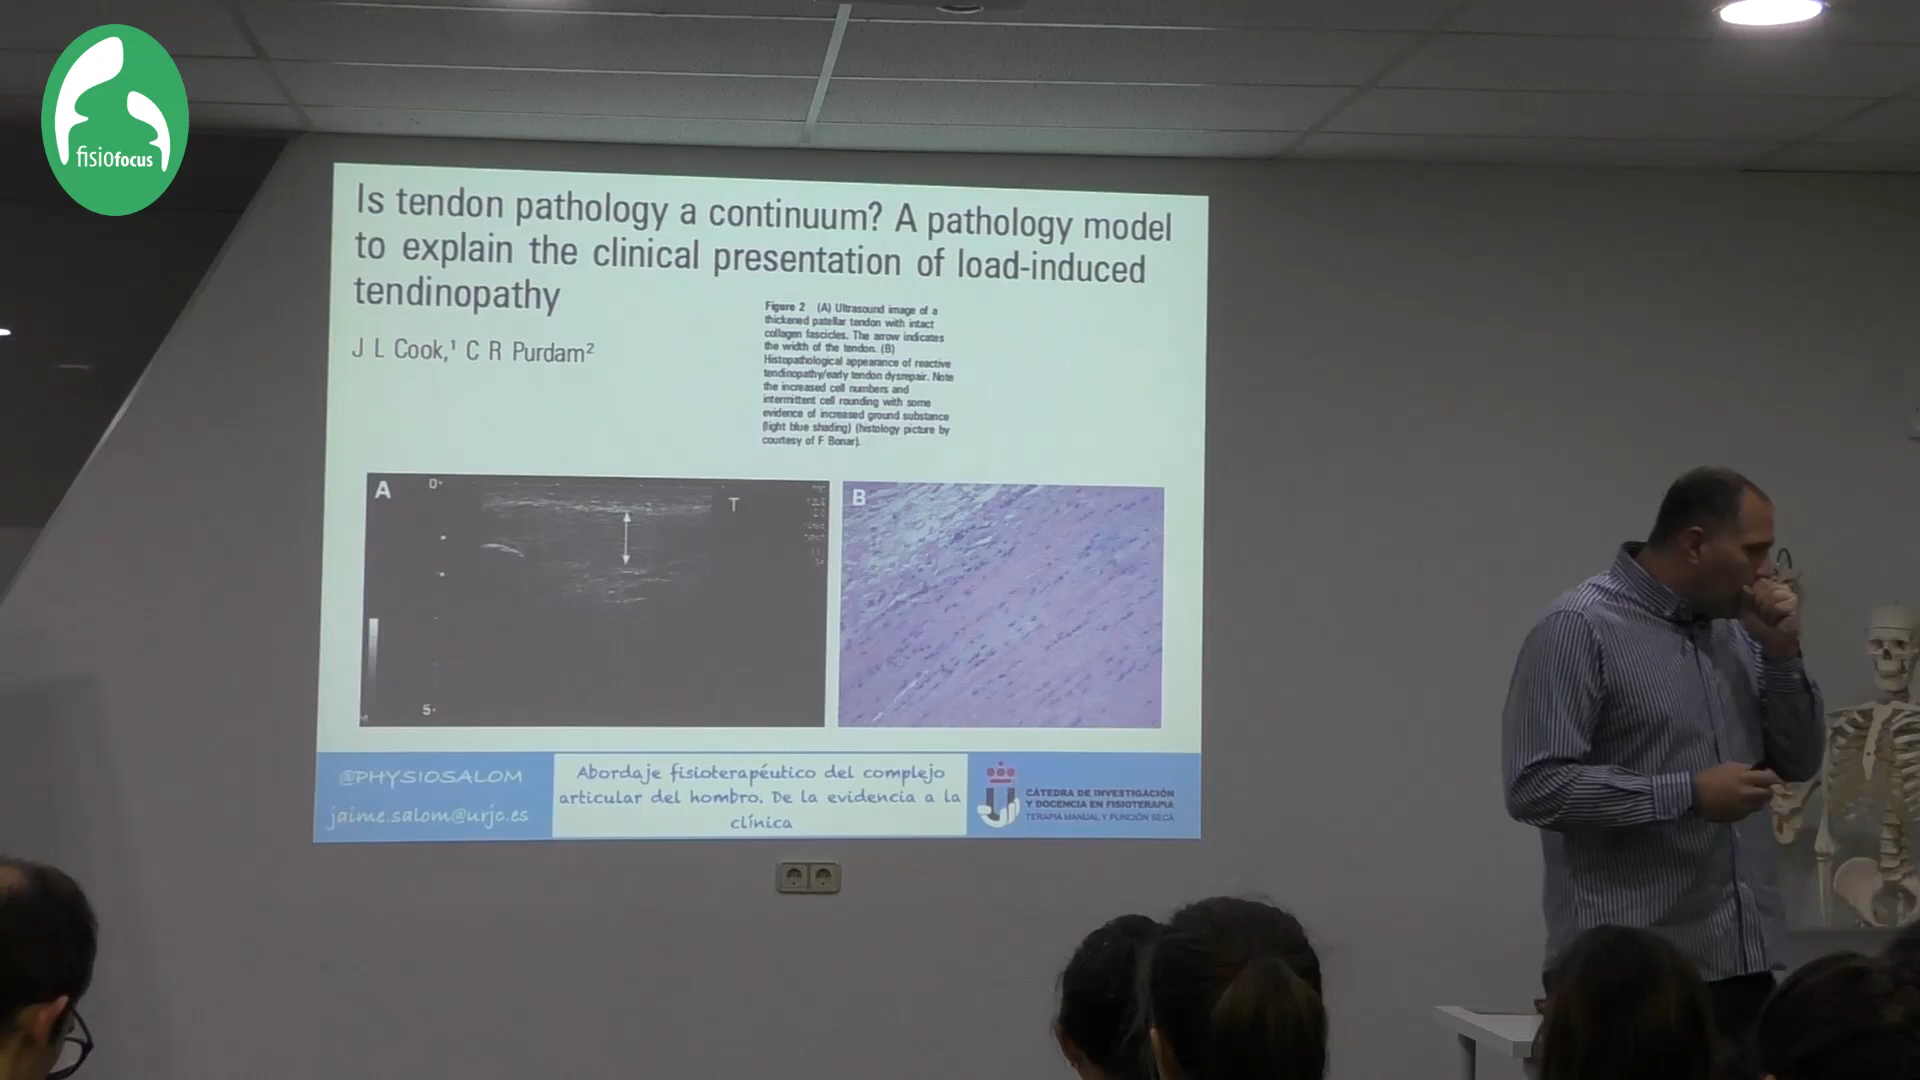 fisiofocus
Is tendon pathology a continuum? A pathology model
to explain the clinical presentation of load-induced
tendinopathy
J L Cook,¹ C R Purdam²
Figure 2 (A) Ultrasound image of a
thickened patellar tendon with intact
collagen fascicles. The arrow indicates
the width of the tendon. (B)
Histopathological appearance of reactive
tendinopathy/early tendon dysrepair. Note
the increased cell numbers and
intermittent cell rounding with some
evidence of increased ground substance
(light blue shading) (histology picture by
courtesy of F Bonar).
A
0-
T
5-
B
@PHYSIOSALOM
jaime.salom@urjc.es
Abordaje fisioterapéutico del complejo
articular del hombro. De la evidencia a la
clínica
CÁTEDRA DE INVESTIGACIÓN
Y DOCENCIA EN FISIOTERAPIA
TERAPIA MANUAL Y PUNCIÓN SECA